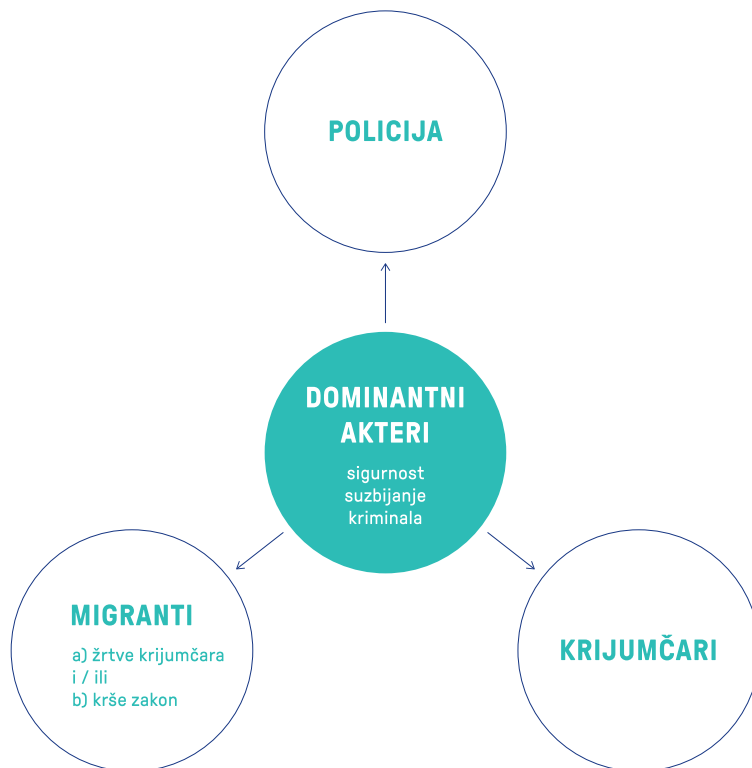 POLICIJA
DOMINANTNI
AKTERI
sigurnost
suzbijanje
kriminala
MIGRANTI
a) žrtve krijumčara
i / ili
b) krše zakon
KRIJUMČARI